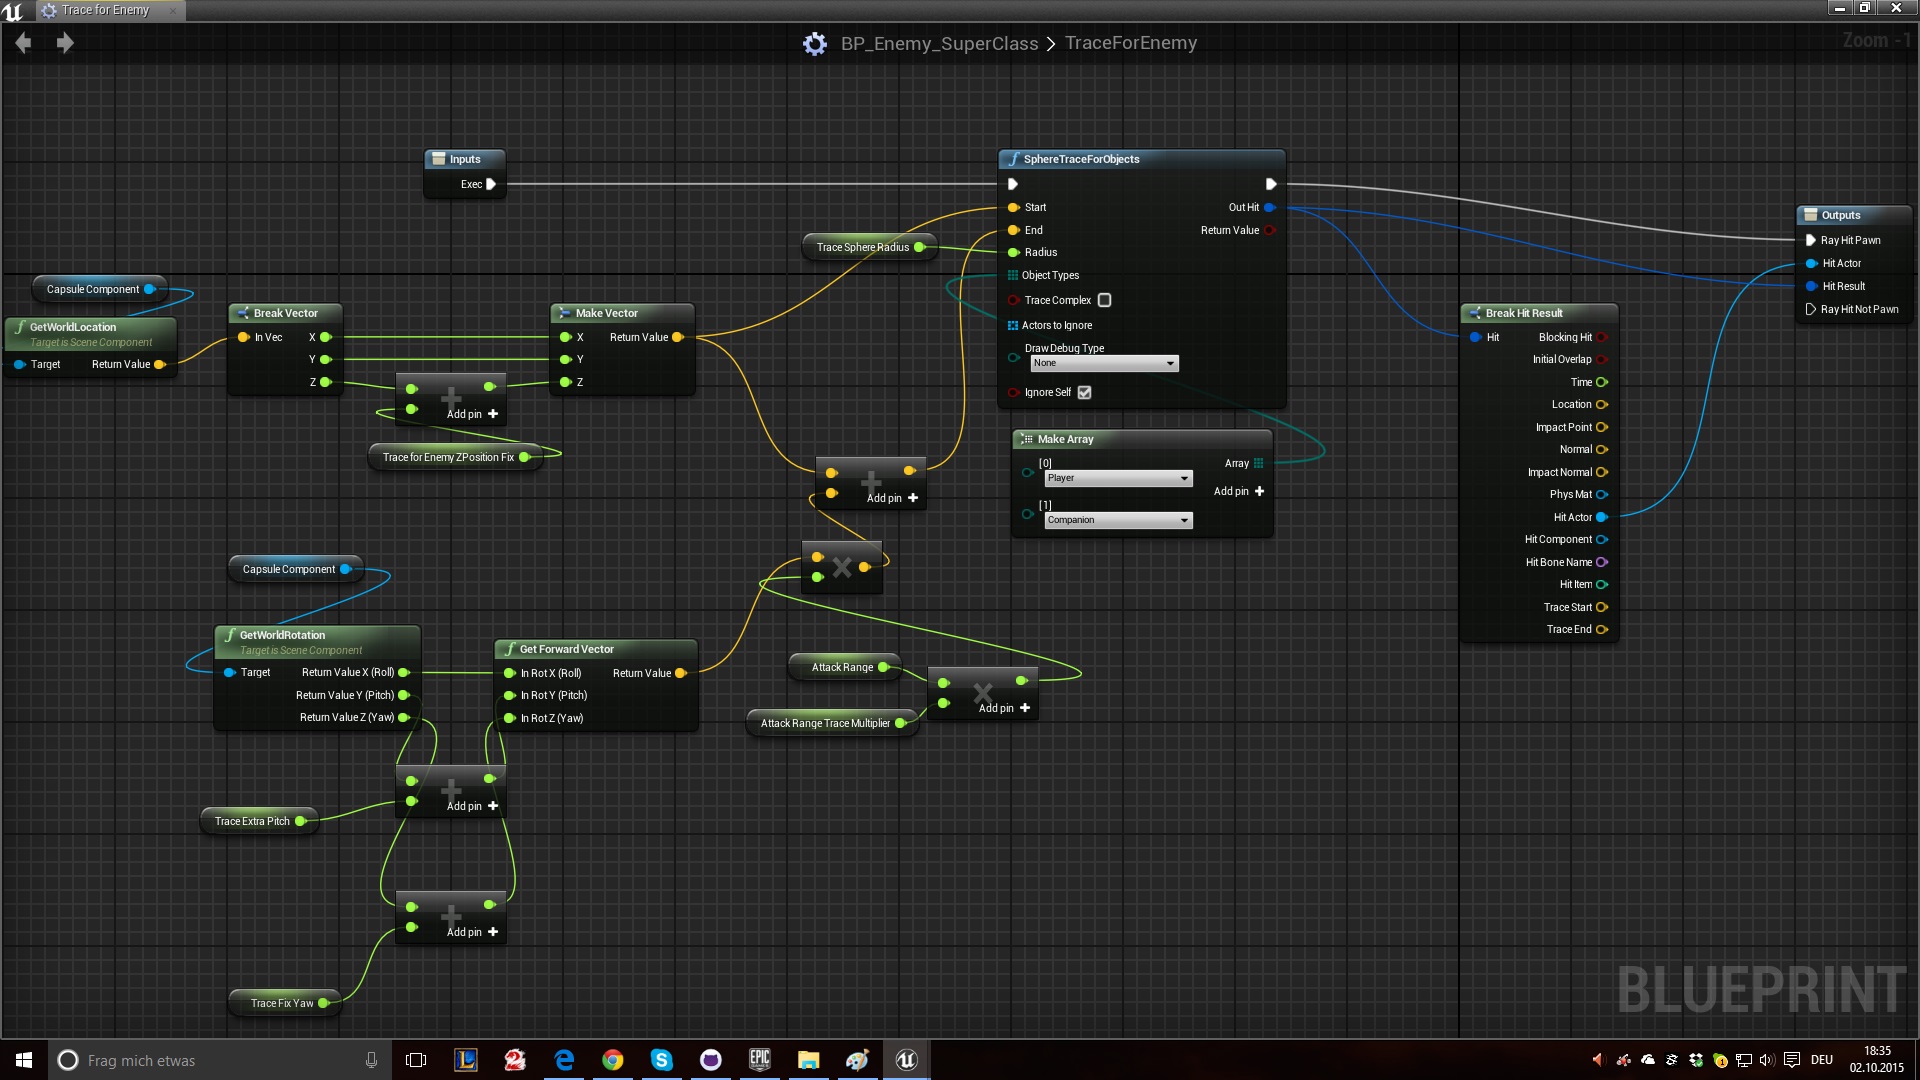 Trace for Enemy
BP_Enemy_SuperClass > TraceForEnemy
Zoom -1
Inputs
Exec
SphereTraceForObjects
Start
End
Radius
Object Types
Trace Complex
Actors to Ignore
Draw Debug Type
None
Ignore Self
Out Hit
Return Value
Outputs
Ray Hit Pawn
Hit Actor
Hit Result
Ray Hit Not Pawn
Trace Sphere Radius
Capsule Component
GetWorldLocation
Target is Scene Component
Target
Return Value
Break Vector
In Vec
X
Y
Z
Make Vector
X
Y
Z
Return Value
Add pin
Trace for Enemy ZPosition Fix
Make Array
[0]
Player
[1]
Companion
Array
Add pin
Add pin
Break Hit Result
Hit
Blocking Hit
Initial Overlap
Time
Location
Impact Point
Normal
Impact Normal
Phys Mat
Hit Actor
Hit Component
Hit Bone Name
Hit Item
Trace Start
Trace End
Capsule Component
GetWorldRotation
Target is Scene Component
Target
Return Value X (Roll)
Return Value Y (Pitch)
Return Value Z (Yaw)
Get Forward Vector
In Rot X (Roll)
In Rot Y (Pitch)
In Rot Z (Yaw)
Return Value
Attack Range
Attack Range Trace Multiplier
Add pin
Trace Extra Pitch
Add pin
Add pin
Trace Fix Yaw
BLUEPRINT
Frag mich etwas
EPIC
DEU
18:35
02.10.2015